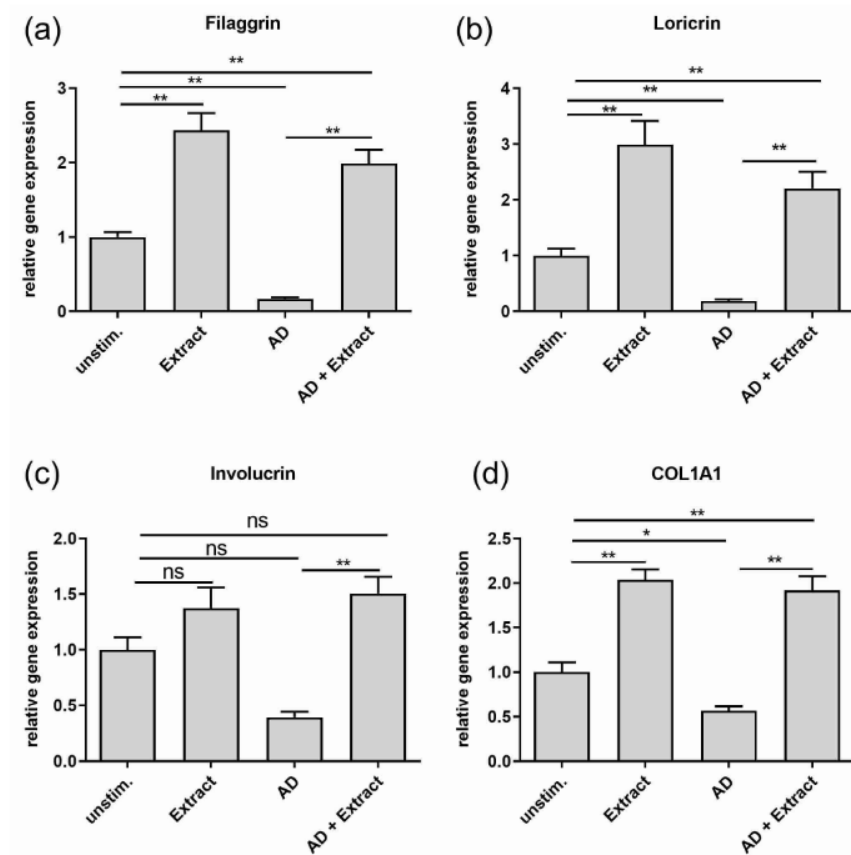 (a)
Filaggrin
relative gene expression
3
2
1
0
**
**
**
**
unstim.
Extract
AD
AD + Extract
(b)
Loricrin
relative gene expression
4
3
2
1
0
**
**
**
**
unstim.
Extract
AD
AD + Extract
(c)
Involucrin
relative gene expression
2.0
1.5
1.0
0.5
0.0
ns
ns
ns
**
unstim.
Extract
AD
AD + Extract
(d)
COL1A1
relative gene expression
2.5
2.0
1.5
1.0
0.5
0.0
**
*
**
**
unstim.
Extract
AD
AD + Extract